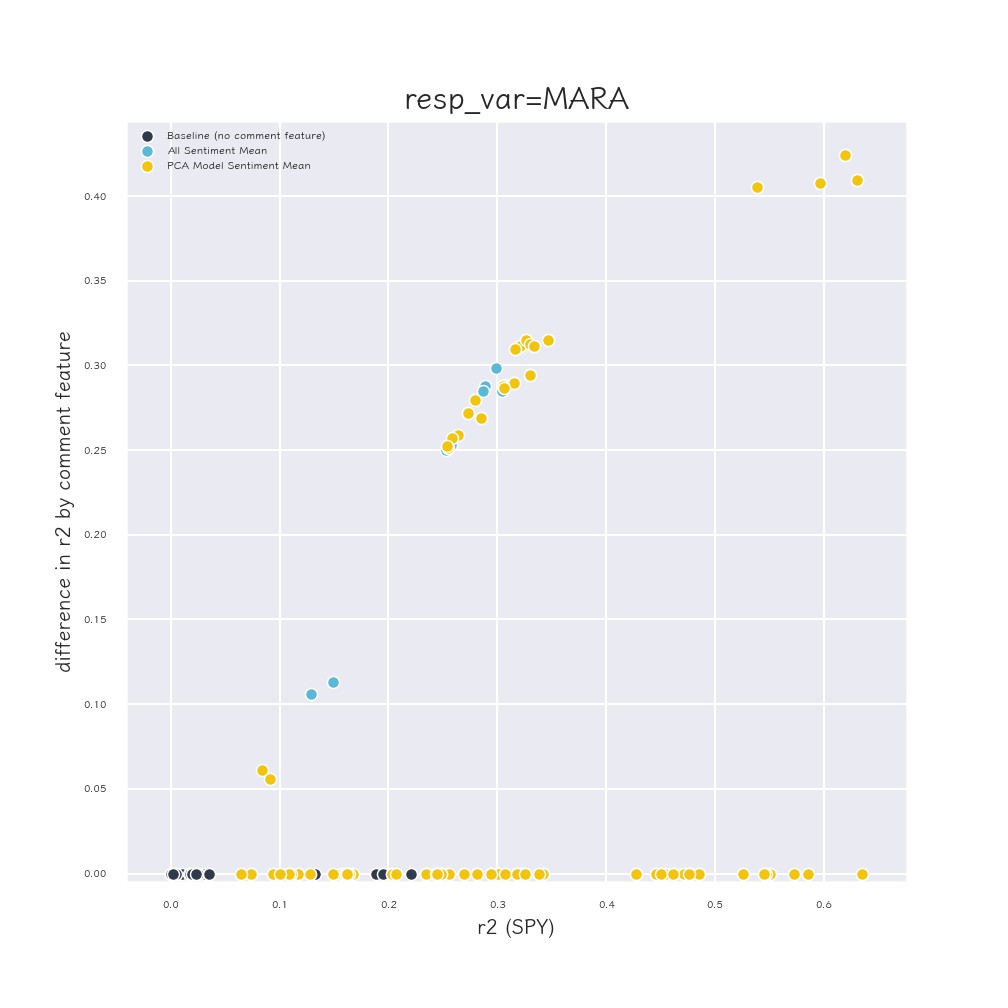 resp_var=MARA
Baseline (no comment feature)
All Sentiment Mean
PCA Model Sentiment Mean
difference in r2 by comment feature
0.40
0.35
0.30
0.25
0.20
0.15
0.10
0.05
0.00
0.0 0.1 0.2 0.3 0.4 0.5 0.6
r2 (SPY)